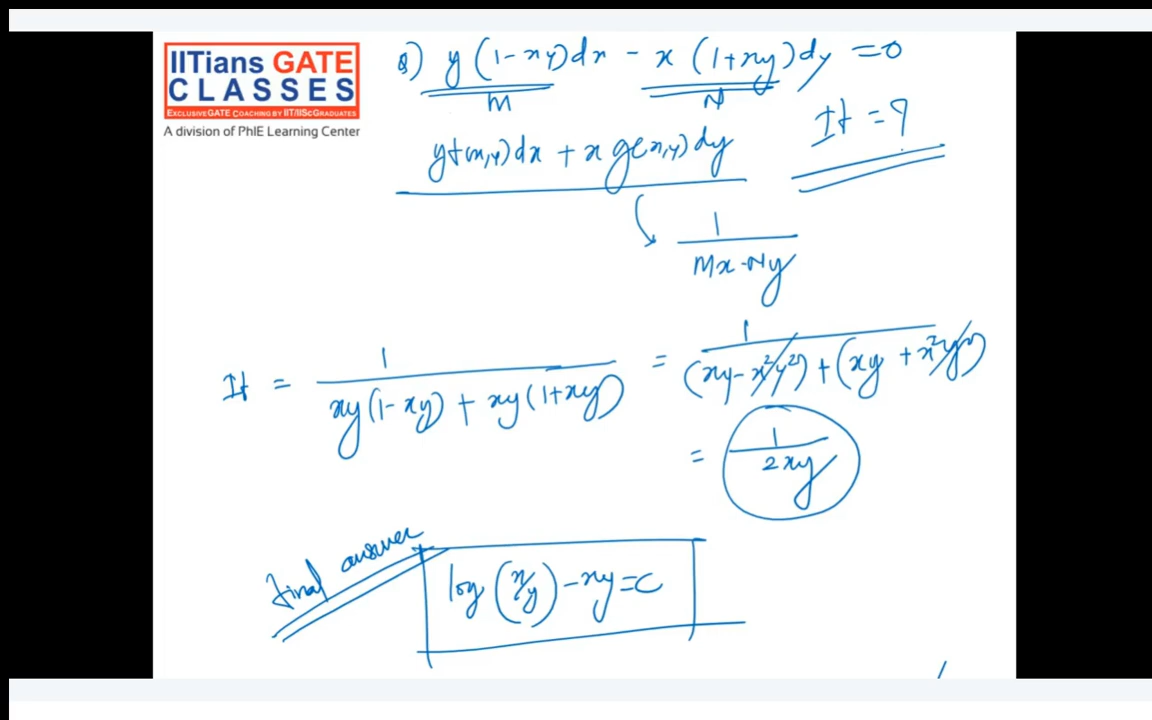 IITians GATE
CLASSES
EXCLUSIVE GATE COACHING BY IIT/IISC GRADUATES
A division of PhIE Learning Center
Q) y (1-xy)dx - x (1+xy)dy =0
M N
If = ?
yf(x,y)dx + x g(x,y)dy
1
Mx-Ny
If = 1 / (xy(1-xy) + xy(1+xy)) = 1 / ((xy-x²y²)+(xy+x²y²))
= 1 / 2xy
final answer
log (x/y) -xy=c